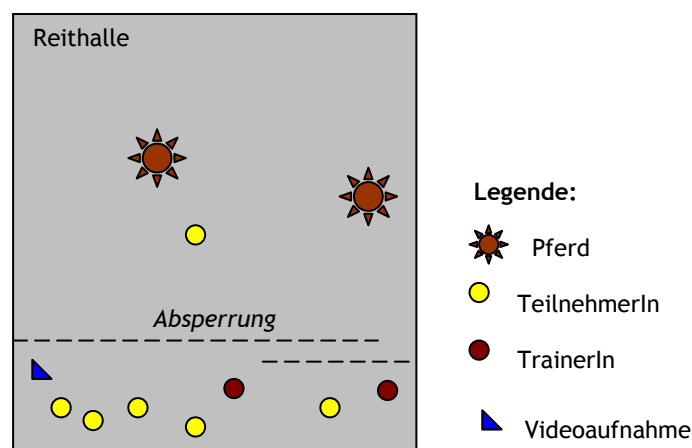 Reithalle
Absperrung
Legende:
Pferd
TeilnehmerIn
TrainerIn
Videoaufnahme